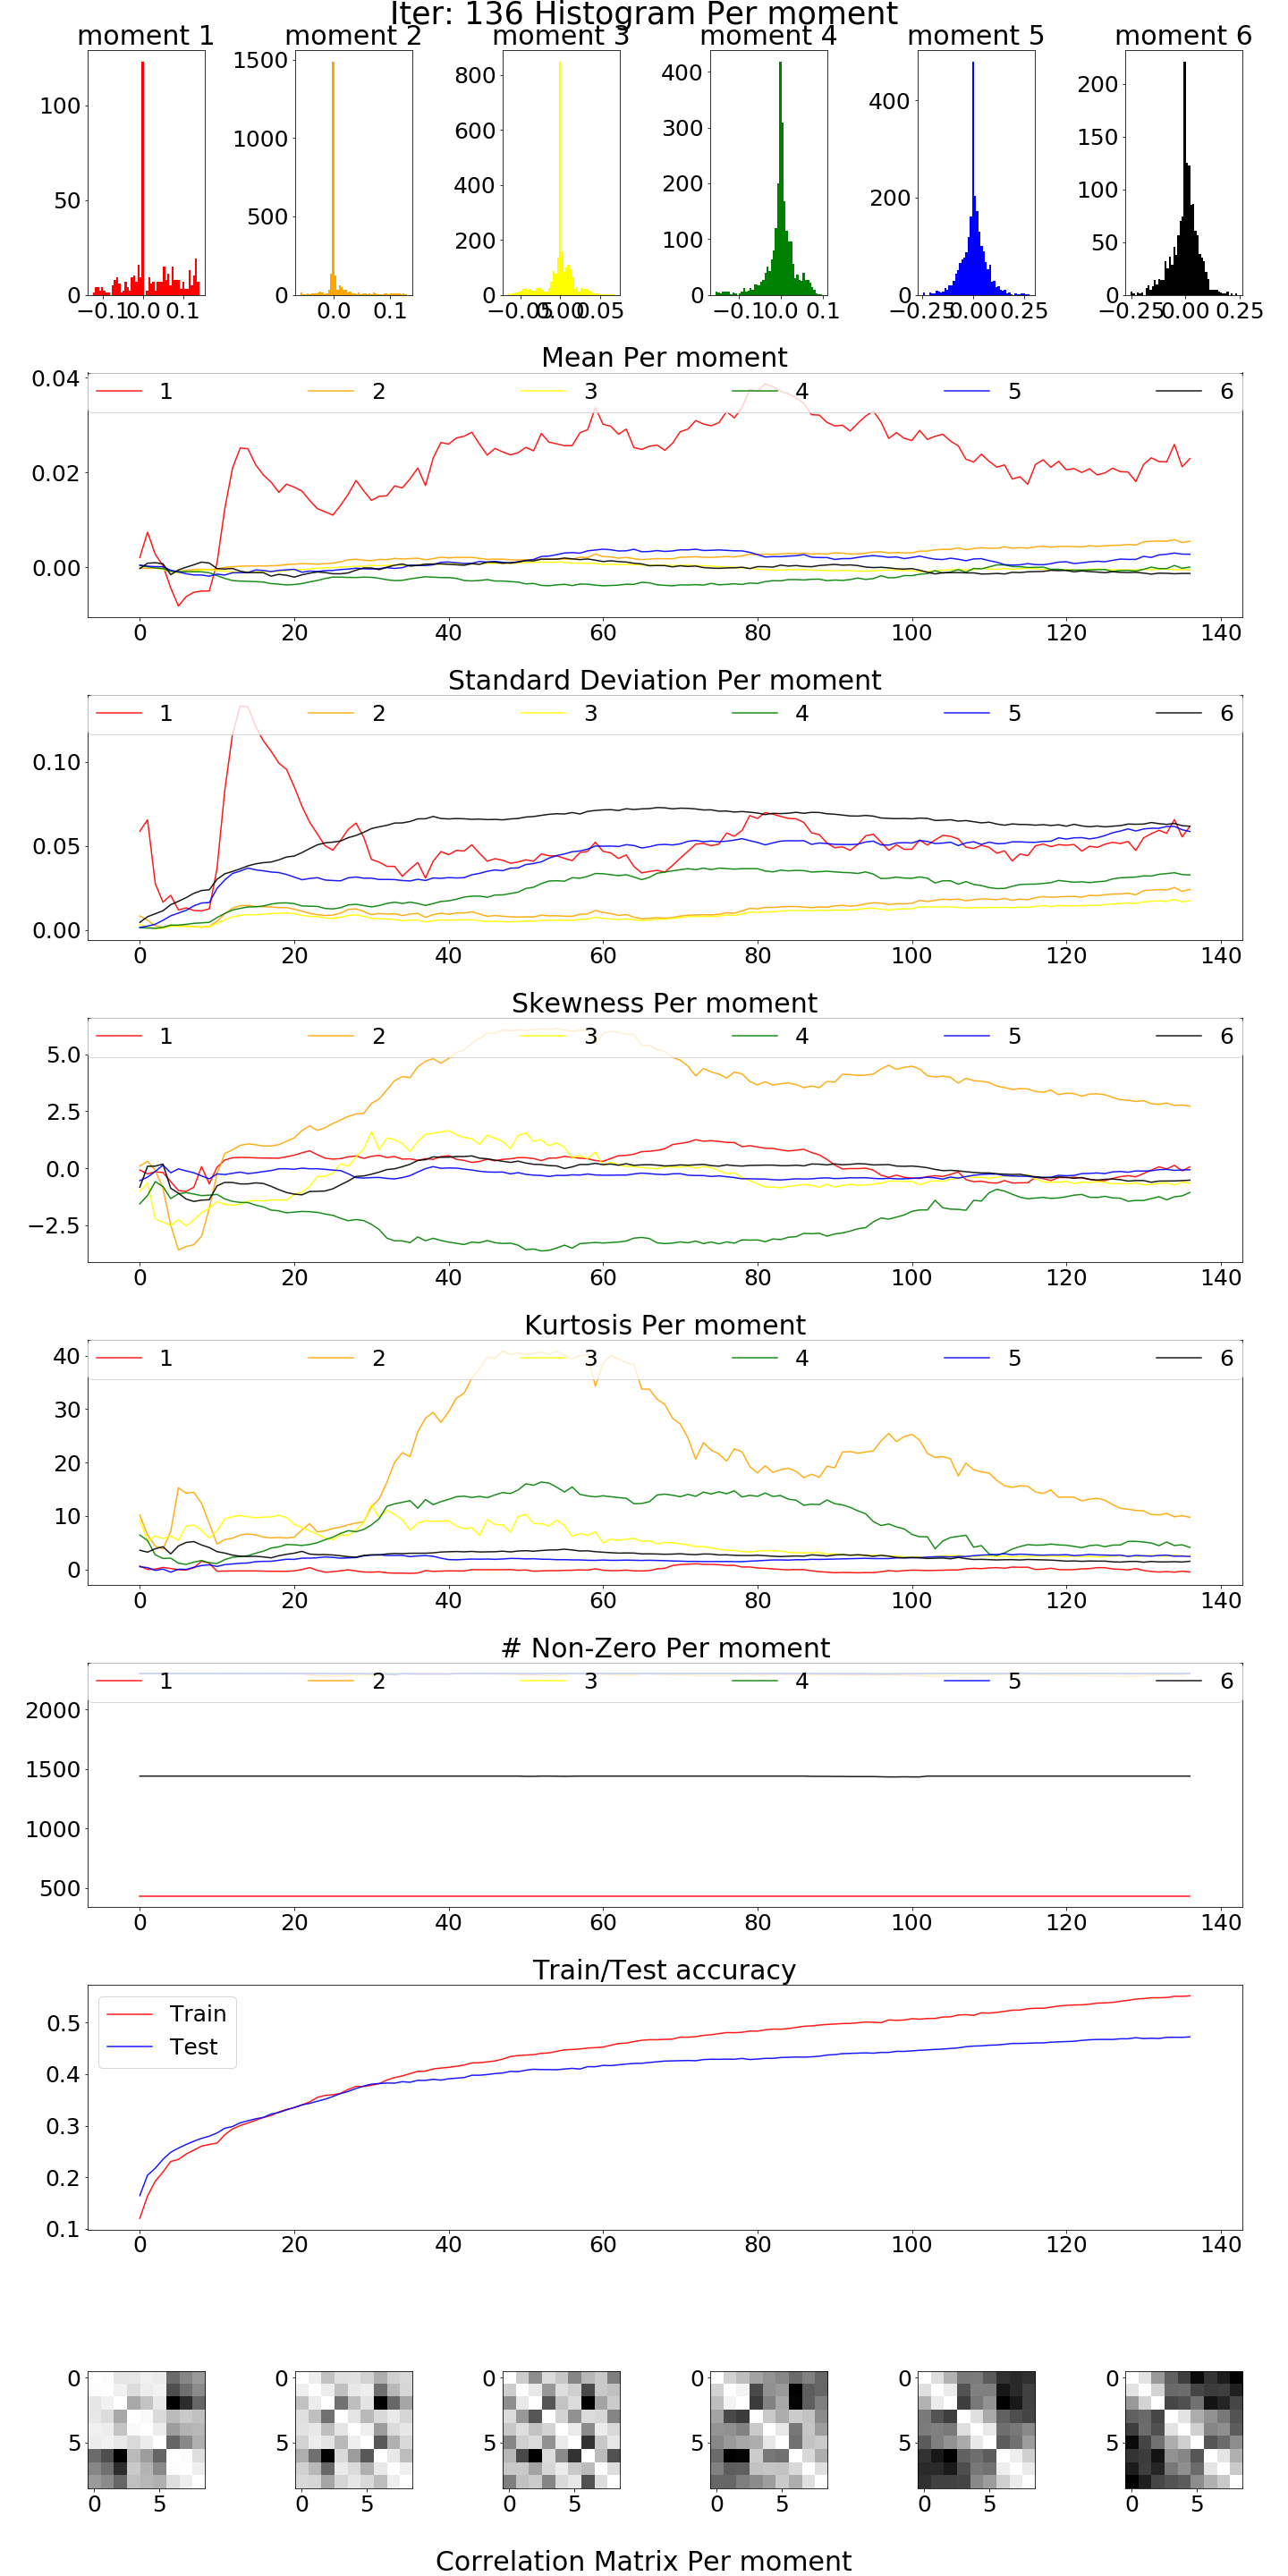 Iter: 136 Histogram Per moment
moment 1 moment 2 moment 3 moment 4 moment 5 moment 6
100
50
0
−0.1 0.0 0.1
1500
1000
500
0
0.0 0.1
800
600
400
200
0
−0.05 0.00 0.05
400
300
200
100
0
−0.1 0.0 0.1
400
200
0
−0.25 0.00 0.25
200
150
100
50
0
−0.25 0.00 0.25
Mean Per moment
1 2 3 4 5 6
0.04
0.02
0.00
0 20 40 60 80 100 120 140
Standard Deviation Per moment
1 2 3 4 5 6
0.10
0.05
0.00
0 20 40 60 80 100 120 140
Skewness Per moment
1 2 3 4 5 6
5.0
2.5
0.0
−2.5
0 20 40 60 80 100 120 140
Kurtosis Per moment
1 2 3 4 5 6
40
30
20
10
0
0 20 40 60 80 100 120 140
# Non-Zero Per moment
1 2 3 4 5 6
2000
1500
1000
500
0 20 40 60 80 100 120 140
Train/Test accuracy
Train
Test
0.5
0.4
0.3
0.2
0.1
0 20 40 60 80 100 120 140
0 0 0 0 0 0
5 5 5 5 5 5
0 5 0 5 0 5 0 5 0 5 0 5
Correlation Matrix Per moment